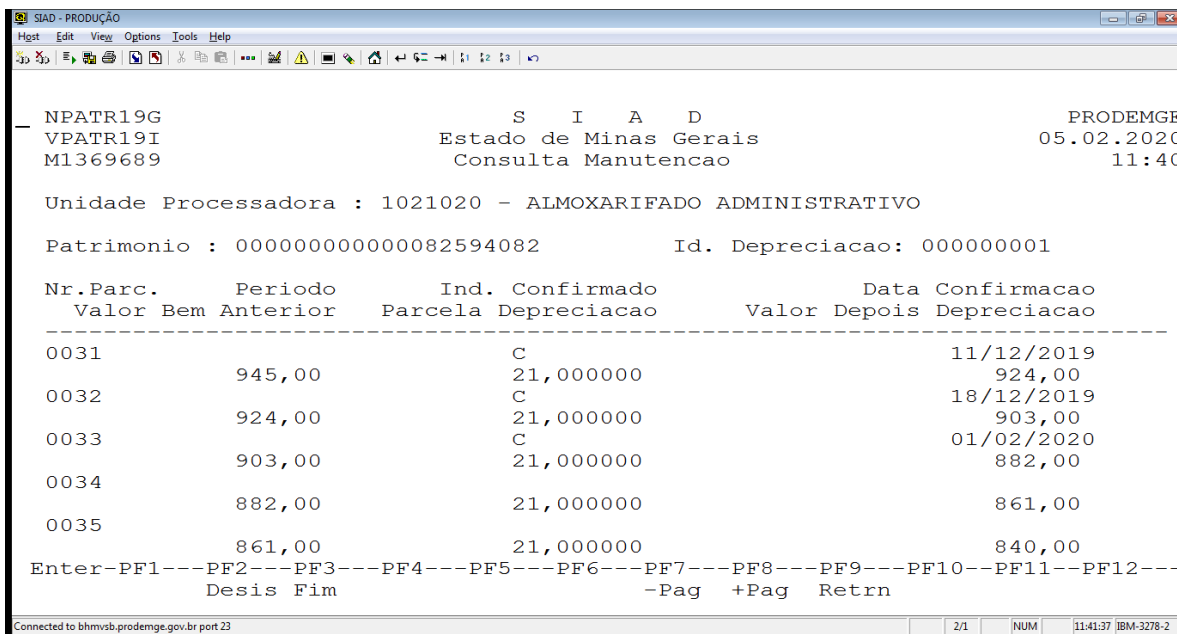 SIAD - PRODUÇÃO
Host Edit View Options Tools Help
NPATR19G S I A D PRODEMGE
VPATR19I Estado de Minas Gerais 05.02.2020
M1369689 Consulta Manutencao 11:40
Unidade Processadora : 1021020 - ALMOXARIFADO ADMINISTRATIVO
Patrimonio : 000000000000082594082 Id. Depreciacao: 000000001
Nr.Parc. Periodo Ind. Confirmado Data Confirmacao
Valor Bem Anterior Parcela Depreciacao Valor Depois Depreciacao
--------------------------------------------------------------------------------
0031 C 11/12/2019
945,00 21,000000 924,00
0032 C 18/12/2019
924,00 21,000000 903,00
0033 C 01/02/2020
903,00 21,000000 882,00
0034
882,00 21,000000 861,00
0035
861,00 21,000000 840,00
Enter-PF1---PF2---PF3---PF4---PF5---PF6---PF7---PF8---PF9---PF10--PF11--PF12---
Desis Fim -Pag +Pag Retrn
Connected to bhmvsb.prodemge.gov.br port 23 2/1 NUM 11:41:37 IBM-3278-2